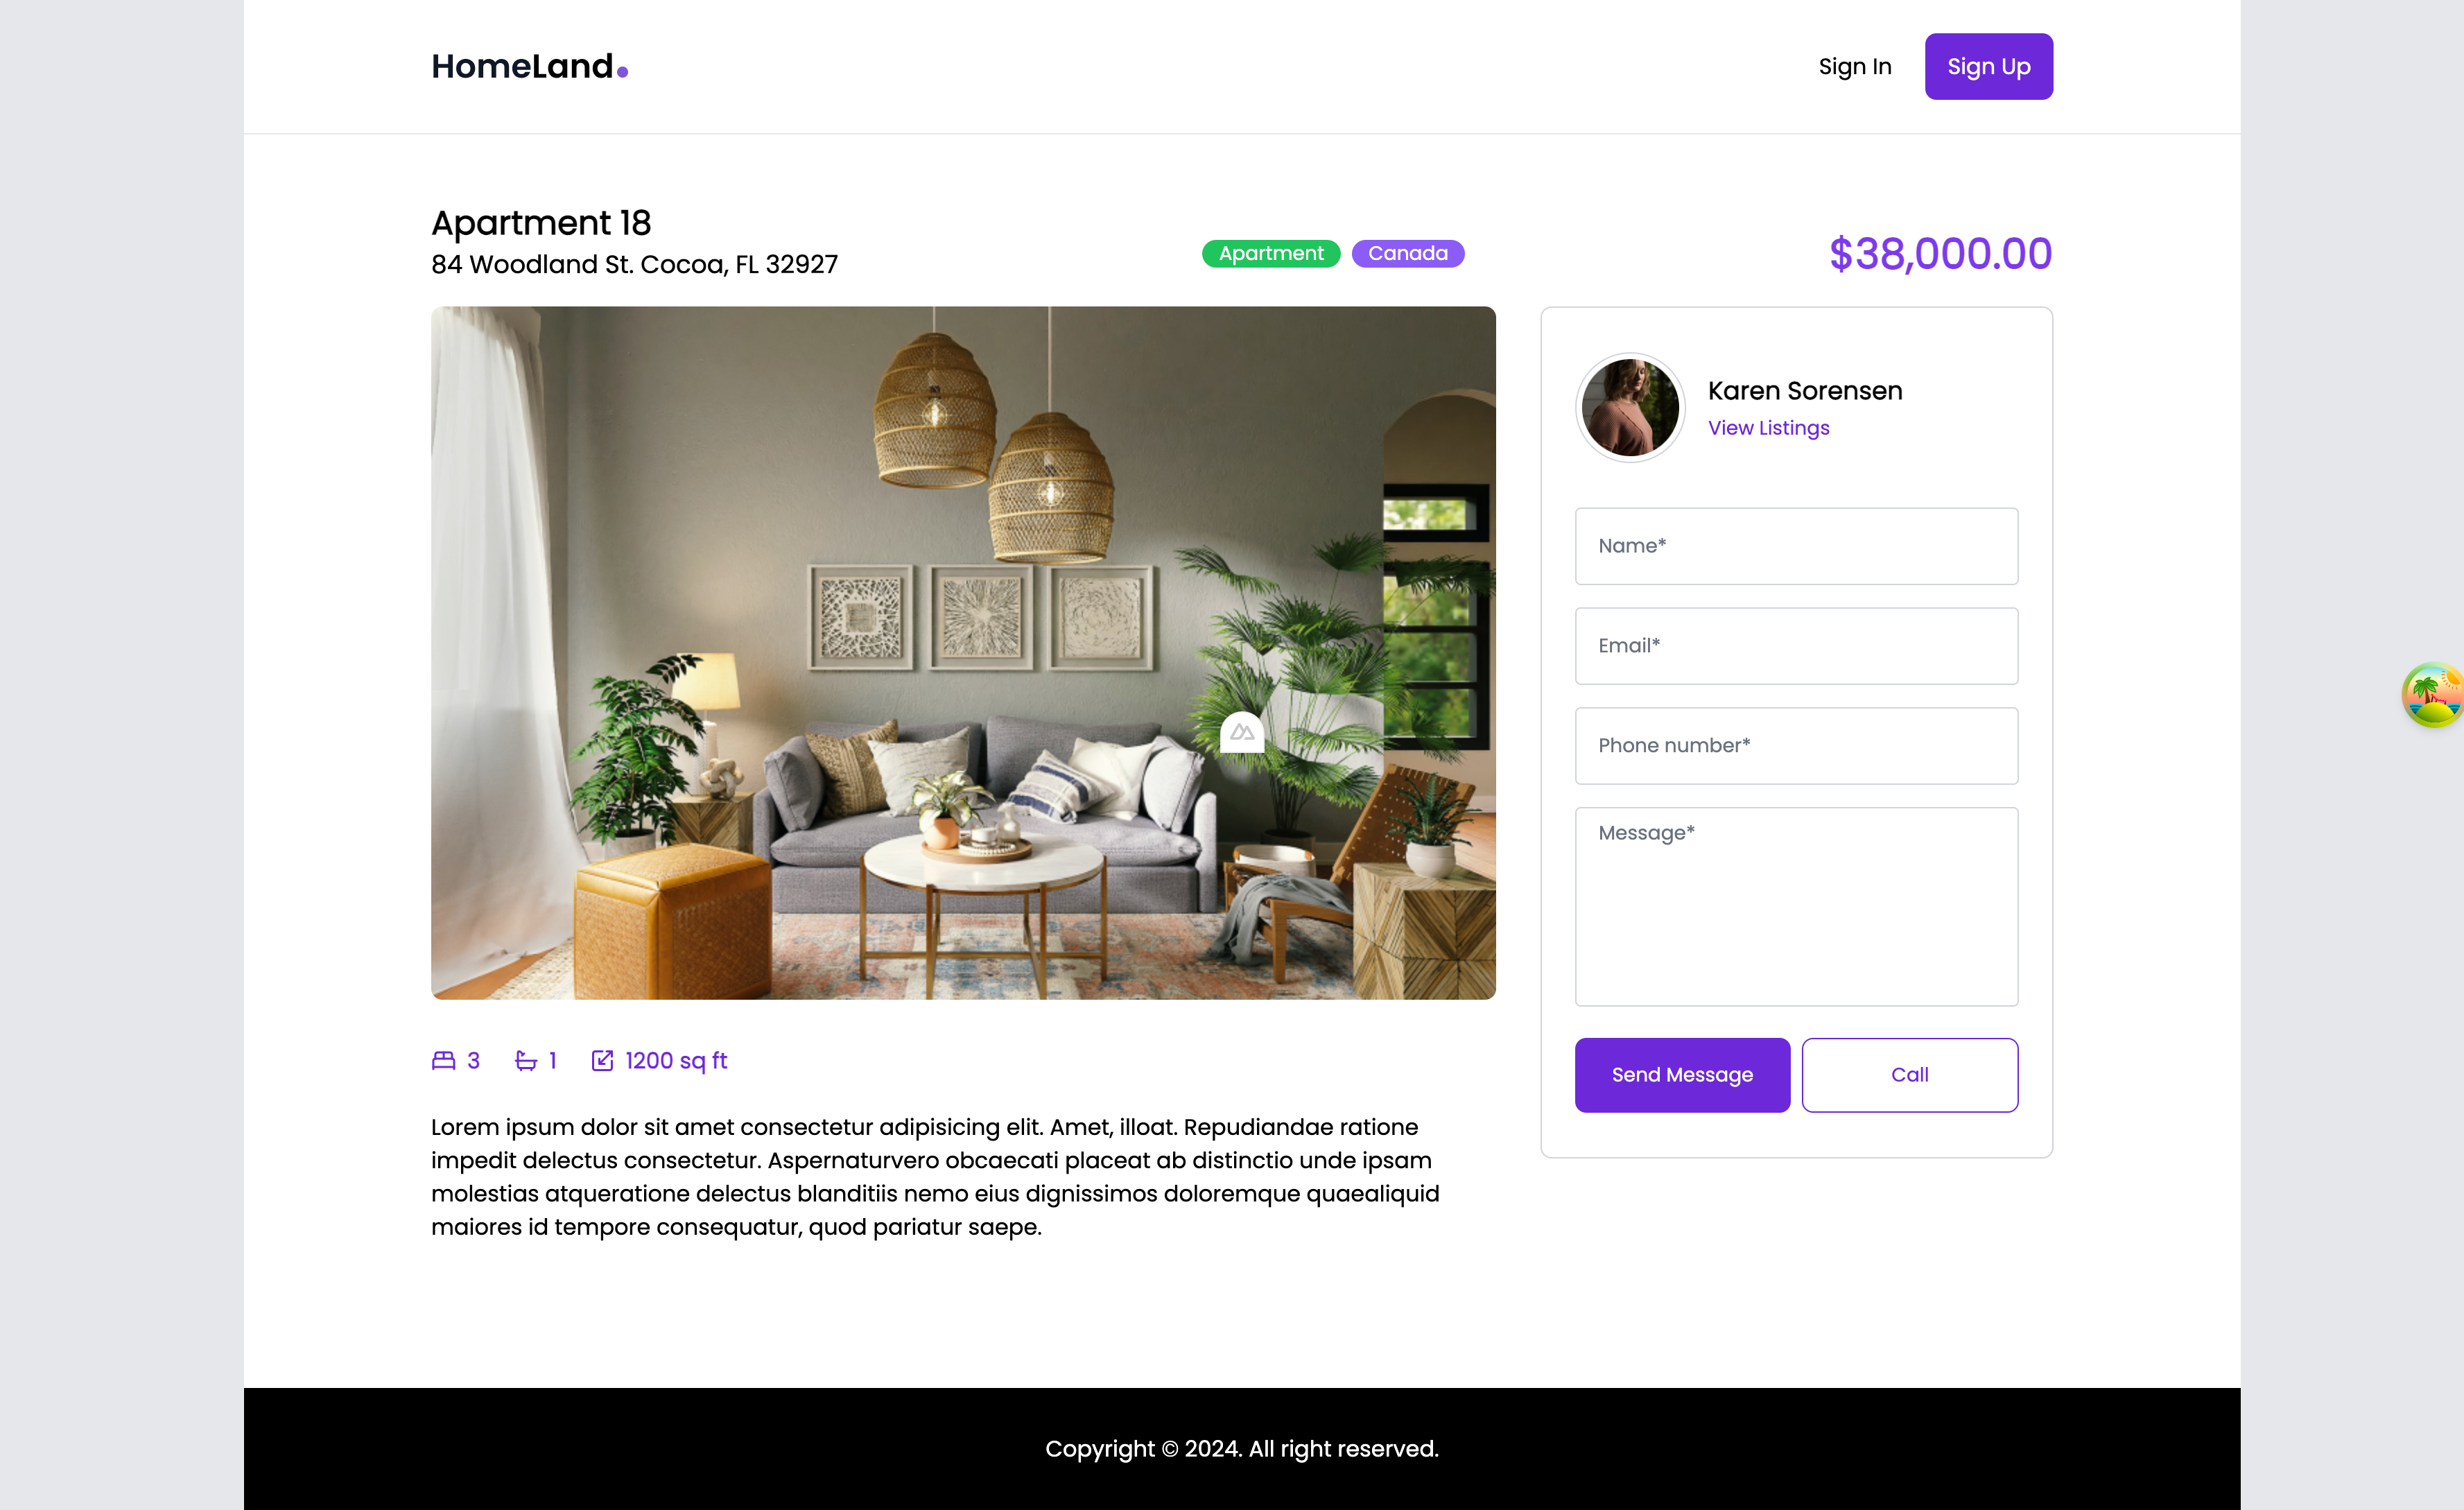 HomeLand.
Sign In
Sign Up
Apartment 18
84 Woodland St. Cocoa, FL 32927
Apartment
Canada
$38,000.00
Karen Sorensen
View Listings
Name*
Email*
Phone number*
Message*
Send Message
Call
3
1
1200 sq ft
Lorem ipsum dolor sit amet consectetur adipisicing elit. Amet, illoat. Repudiandae ratione
impedit delectus consectetur. Aspernaturvero obcaecati placeat ab distinctio unde ipsam
molestias atqueratione delectus blanditiis nemo eius dignissimos doloremque quaealiquid
maiores id tempore consequatur, quod pariatur saepe.
Copyright © 2024. All right reserved.